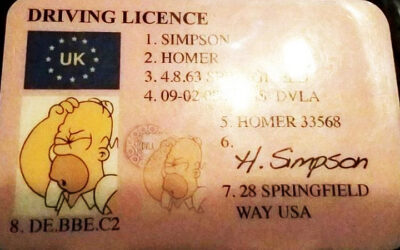 DRIVING LICENCE
UK
1. SIMPSON
2. HOMER
3. 4.8.63
4. 09-02- DVLA
5 HOMER 33568
6.
H. Simpson
7. 28 SPRINGFIELD
WAY USA
8. DE.BBE.C2